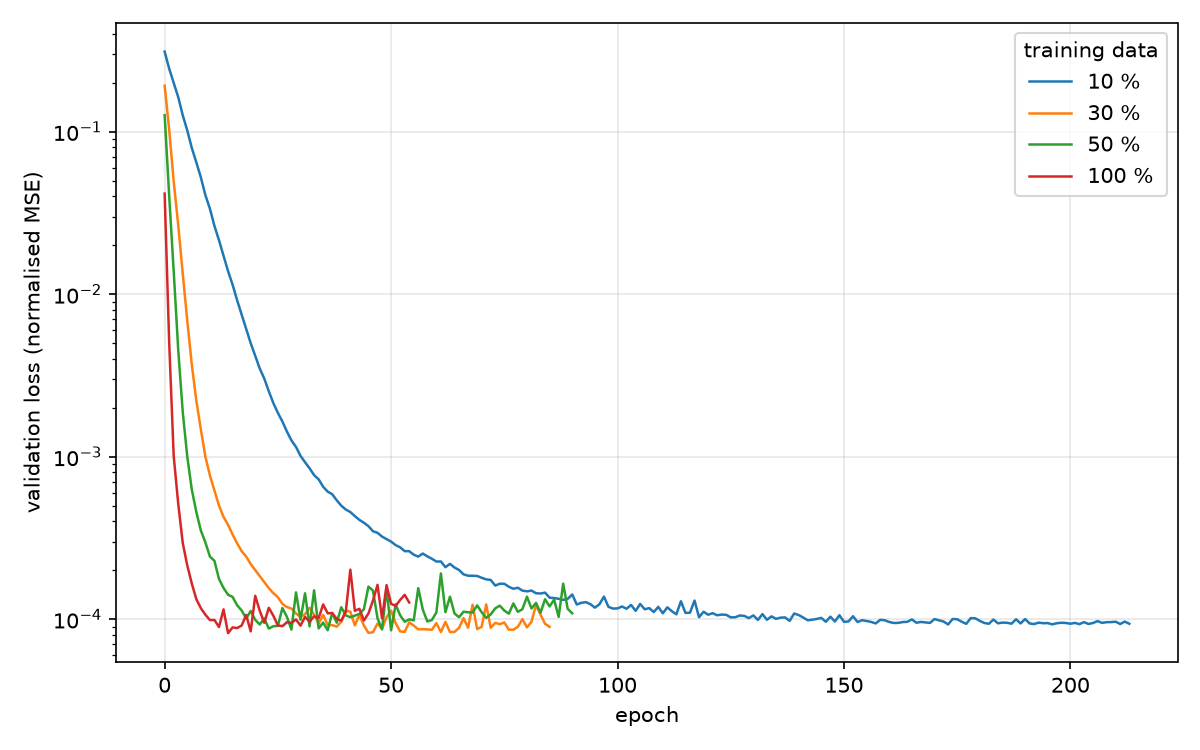 training data
10 %
30 %
50 %
100 %
10⁻¹
10⁻²
10⁻³
10⁻⁴
validation loss (normalised MSE)
0 50 100 150 200
epoch